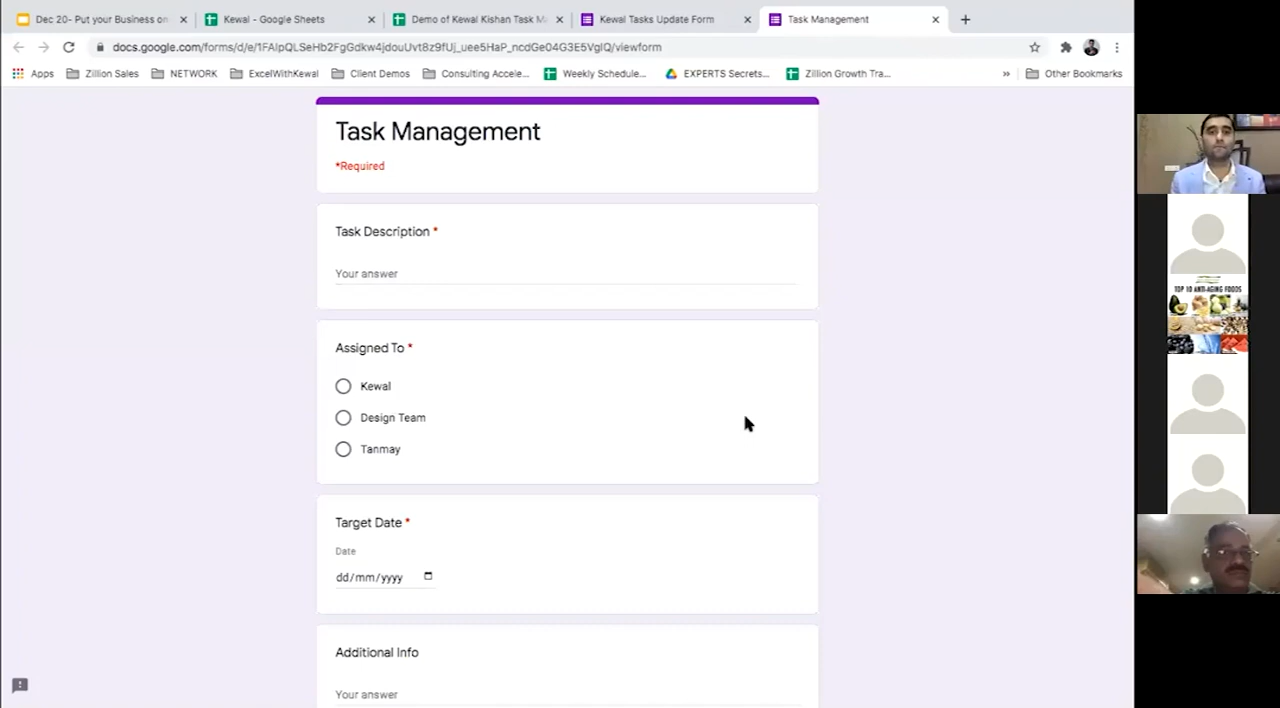 Dec 20- Put your Business on
Kewal - Google Sheets
Demo of Kewal Kishan Task M
Kewal Tasks Update Form
Task Management
docs.google.com/forms/d/e/1FAIpQLSeHb2FgGdkw4jdouUvt8z9fUj_uee5HaP_ncdGe04G3E5VgIQ/viewform
Apps
Zillion Sales
NETWORK
ExcelWithKewal
Client Demos
Consulting Accele...
Weekly Schedule...
EXPERTS Secrets...
Zillion Growth Tra...
»
Other Bookmarks
Task Management
*Required
Task Description *
Your answer
Assigned To *
Kewal
Design Team
Tanmay
Target Date *
Date
dd/mm/yyyy
Additional Info
Your answer
TOP 10 ANTI-AGING FOODS